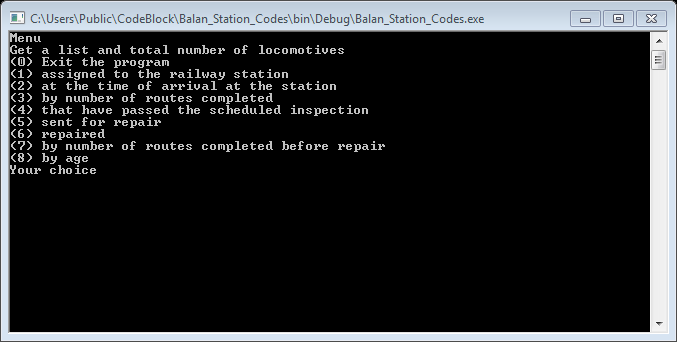 C:\Users\Public\CodeBlock\Balan_Station_Codes\bin\Debug\Balan_Station_Codes.exe
Menu
Get a list and total number of locomotives
(0) Exit the program
(1) assigned to the railway station
(2) at the time of arrival at the station
(3) by number of routes completed
(4) that have passed the scheduled inspection
(5) sent for repair
(6) repaired
(7) by number of routes completed before repair
(8) by age
Your choice